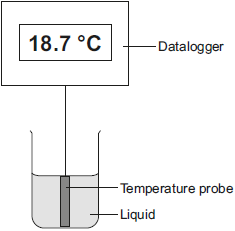 18.7 °C
Datalogger
Temperature probe
Liquid